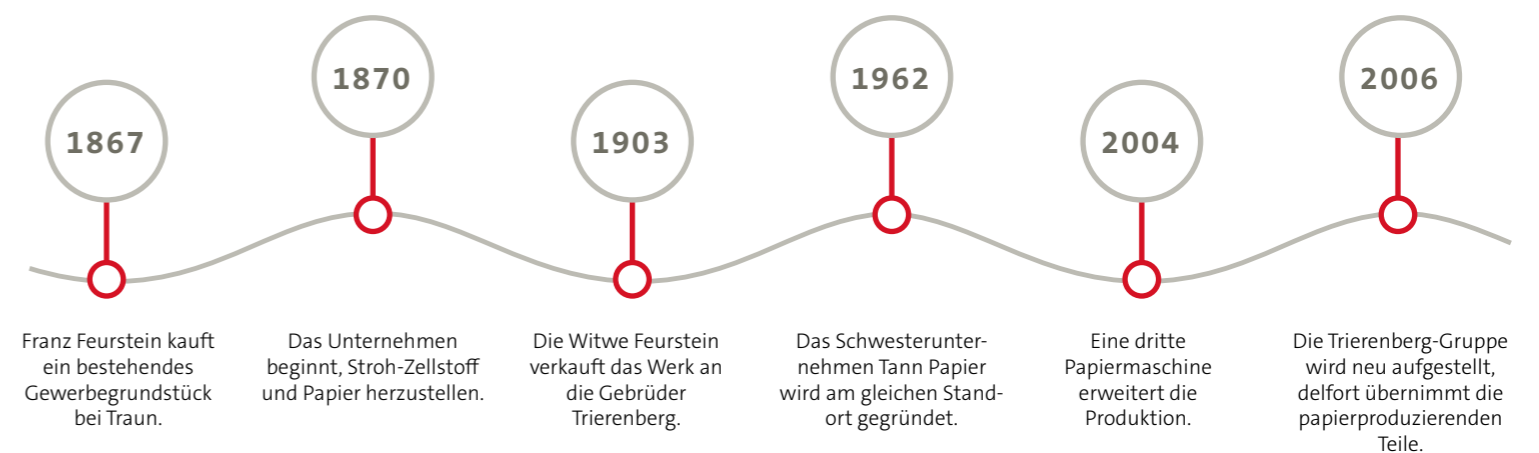 1867
Franz Feurstein kauft
ein bestehendes
Gewerbegrundstück
bei Traun.
1870
Das Unternehmen
beginnt, Stroh-Zellstoff
und Papier herzustellen.
1903
Die Witwe Feurstein
verkauft das Werk an
die Gebrüder
Trierenberg.
1962
Das Schwesterunter-
nehmen Tann Papier
wird am gleichen Stand-
ort gegründet.
2004
Eine dritte
Papiermaschine
erweitert die
Produktion.
2006
Die Trierenberg-Gruppe
wird neu aufgestellt,
delfort übernimmt die
papierproduzierenden
Teile.